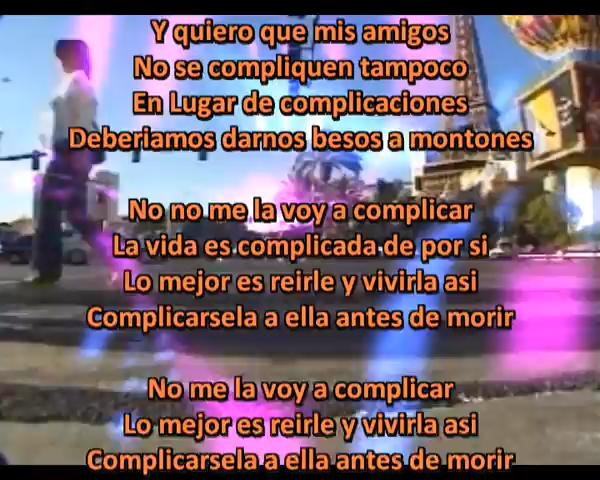 Y quiero que mis amigos
No se compliquen tampoco
En Lugar de complicaciones
Deberiamos darnos besos a montones
No no me la voy a complicar
La vida es complicada de por si
Lo mejor es reirle y vivirla asi
Complicarsela a ella antes de morir
No me la voy a complicar
Lo mejor es reirle y vivirla asi
Complicarsela a ella antes de morir